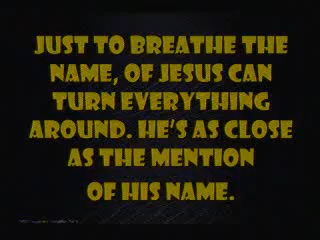 JUST TO BREATHE THE
NAME, OF JESUS CAN
TURN EVERYTHING
AROUND. HE'S AS CLOSE
AS THE MENTION
OF HIS NAME.